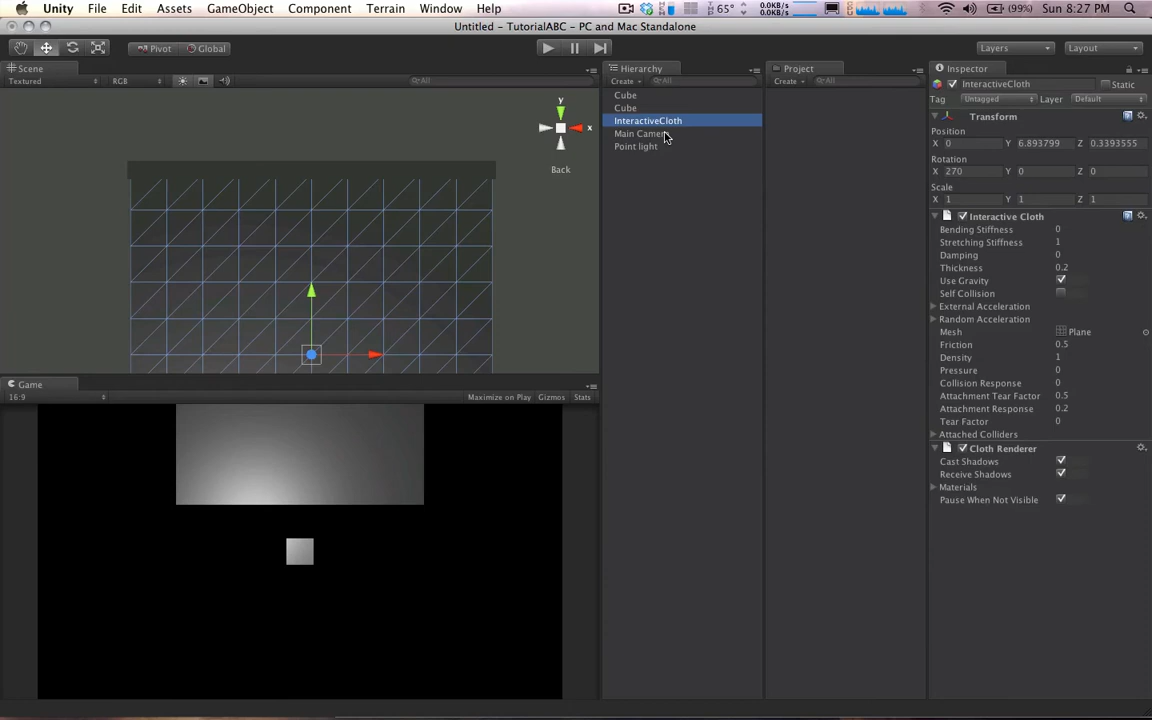 Unity File Edit Assets GameObject Component Terrain Window Help 65° 0.0KB/s 0.0KB/s (99%) Sun 8:27 PM
Untitled - TutorialABC - PC and Mac Standalone
Pivot Global Layers Layout
Scene
Textured RGB All
y
x
Back
Game
16:9 Maximize on Play Gizmos Stats
Hierarchy
Create All
Cube
Cube
InteractiveCloth
Main Camera
Point light
Project
Create All
Inspector
InteractiveCloth Static
Tag Untagged Layer Default
Transform
Position
X 0 Y 6.893799 Z 0.3393555
Rotation
X 270 Y 0 Z 0
Scale
X 1 Y 1 Z 1
Interactive Cloth
Bending Stiffness 0
Stretching Stiffness 1
Damping 0
Thickness 0.2
Use Gravity
Self Collision
External Acceleration
Random Acceleration
Mesh Plane
Friction 0.5
Density 1
Pressure 0
Collision Response 0
Attachment Tear Factor 0.5
Attachment Response 0.2
Tear Factor 0
Attached Colliders
Cloth Renderer
Cast Shadows
Receive Shadows
Materials
Pause When Not Visible